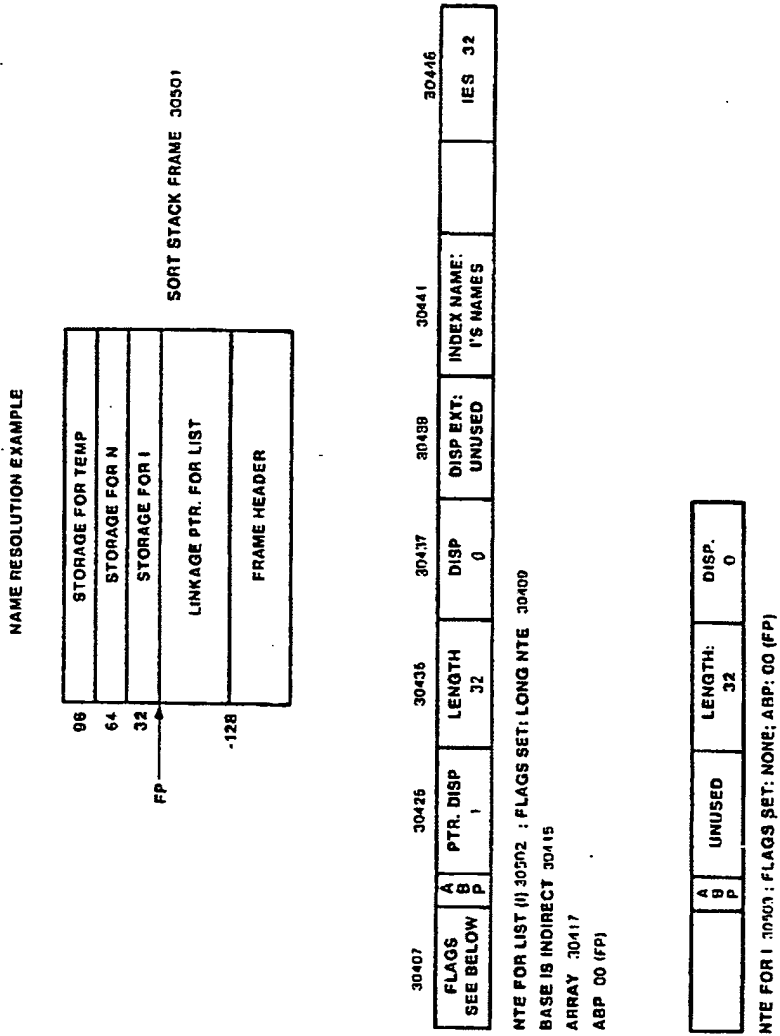 NAME RESOLUTION EXAMPLE
96
STORAGE FOR TEMP
64
STORAGE FOR N
32
STORAGE FOR I
FP
LINKAGE PTR. FOR LIST
-128
FRAME HEADER
SORT STACK FRAME 30501
30407
30425
30435
30437
30439
30441
30446
FLAGS
SEE BELOW
A
B
P
PTR. DISP
1
LENGTH
32
DISP
0
DISP EXT:
UNUSED
INDEX NAME:
I'S NAMES
IES 32
NTE FOR LIST (I) 30502 : FLAGS SET: LONG NTE 30409
BASE IS INDIRECT 30415
ARRAY 30417
ABP 00 (FP)
A
B
P
UNUSED
LENGTH:
32
DISP.
0
NTE FOR I 30503 : FLAGS SET: NONE; ABP: 00 (FP)